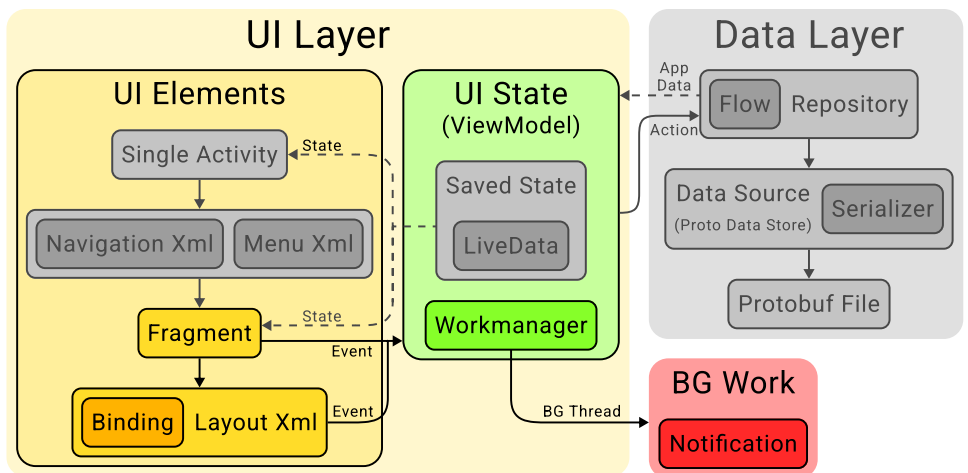 UI Layer
UI Elements
Single Activity
State
Navigation Xml
Menu Xml
State
Fragment
Event
Binding
Layout Xml
Event
UI State
(ViewModel)
Saved State
LiveData
Workmanager
BG Thread
Data Layer
App
Data
Action
Flow
Repository
Data Source
(Proto Data Store)
Serializer
Protobuf File
BG Work
Notification